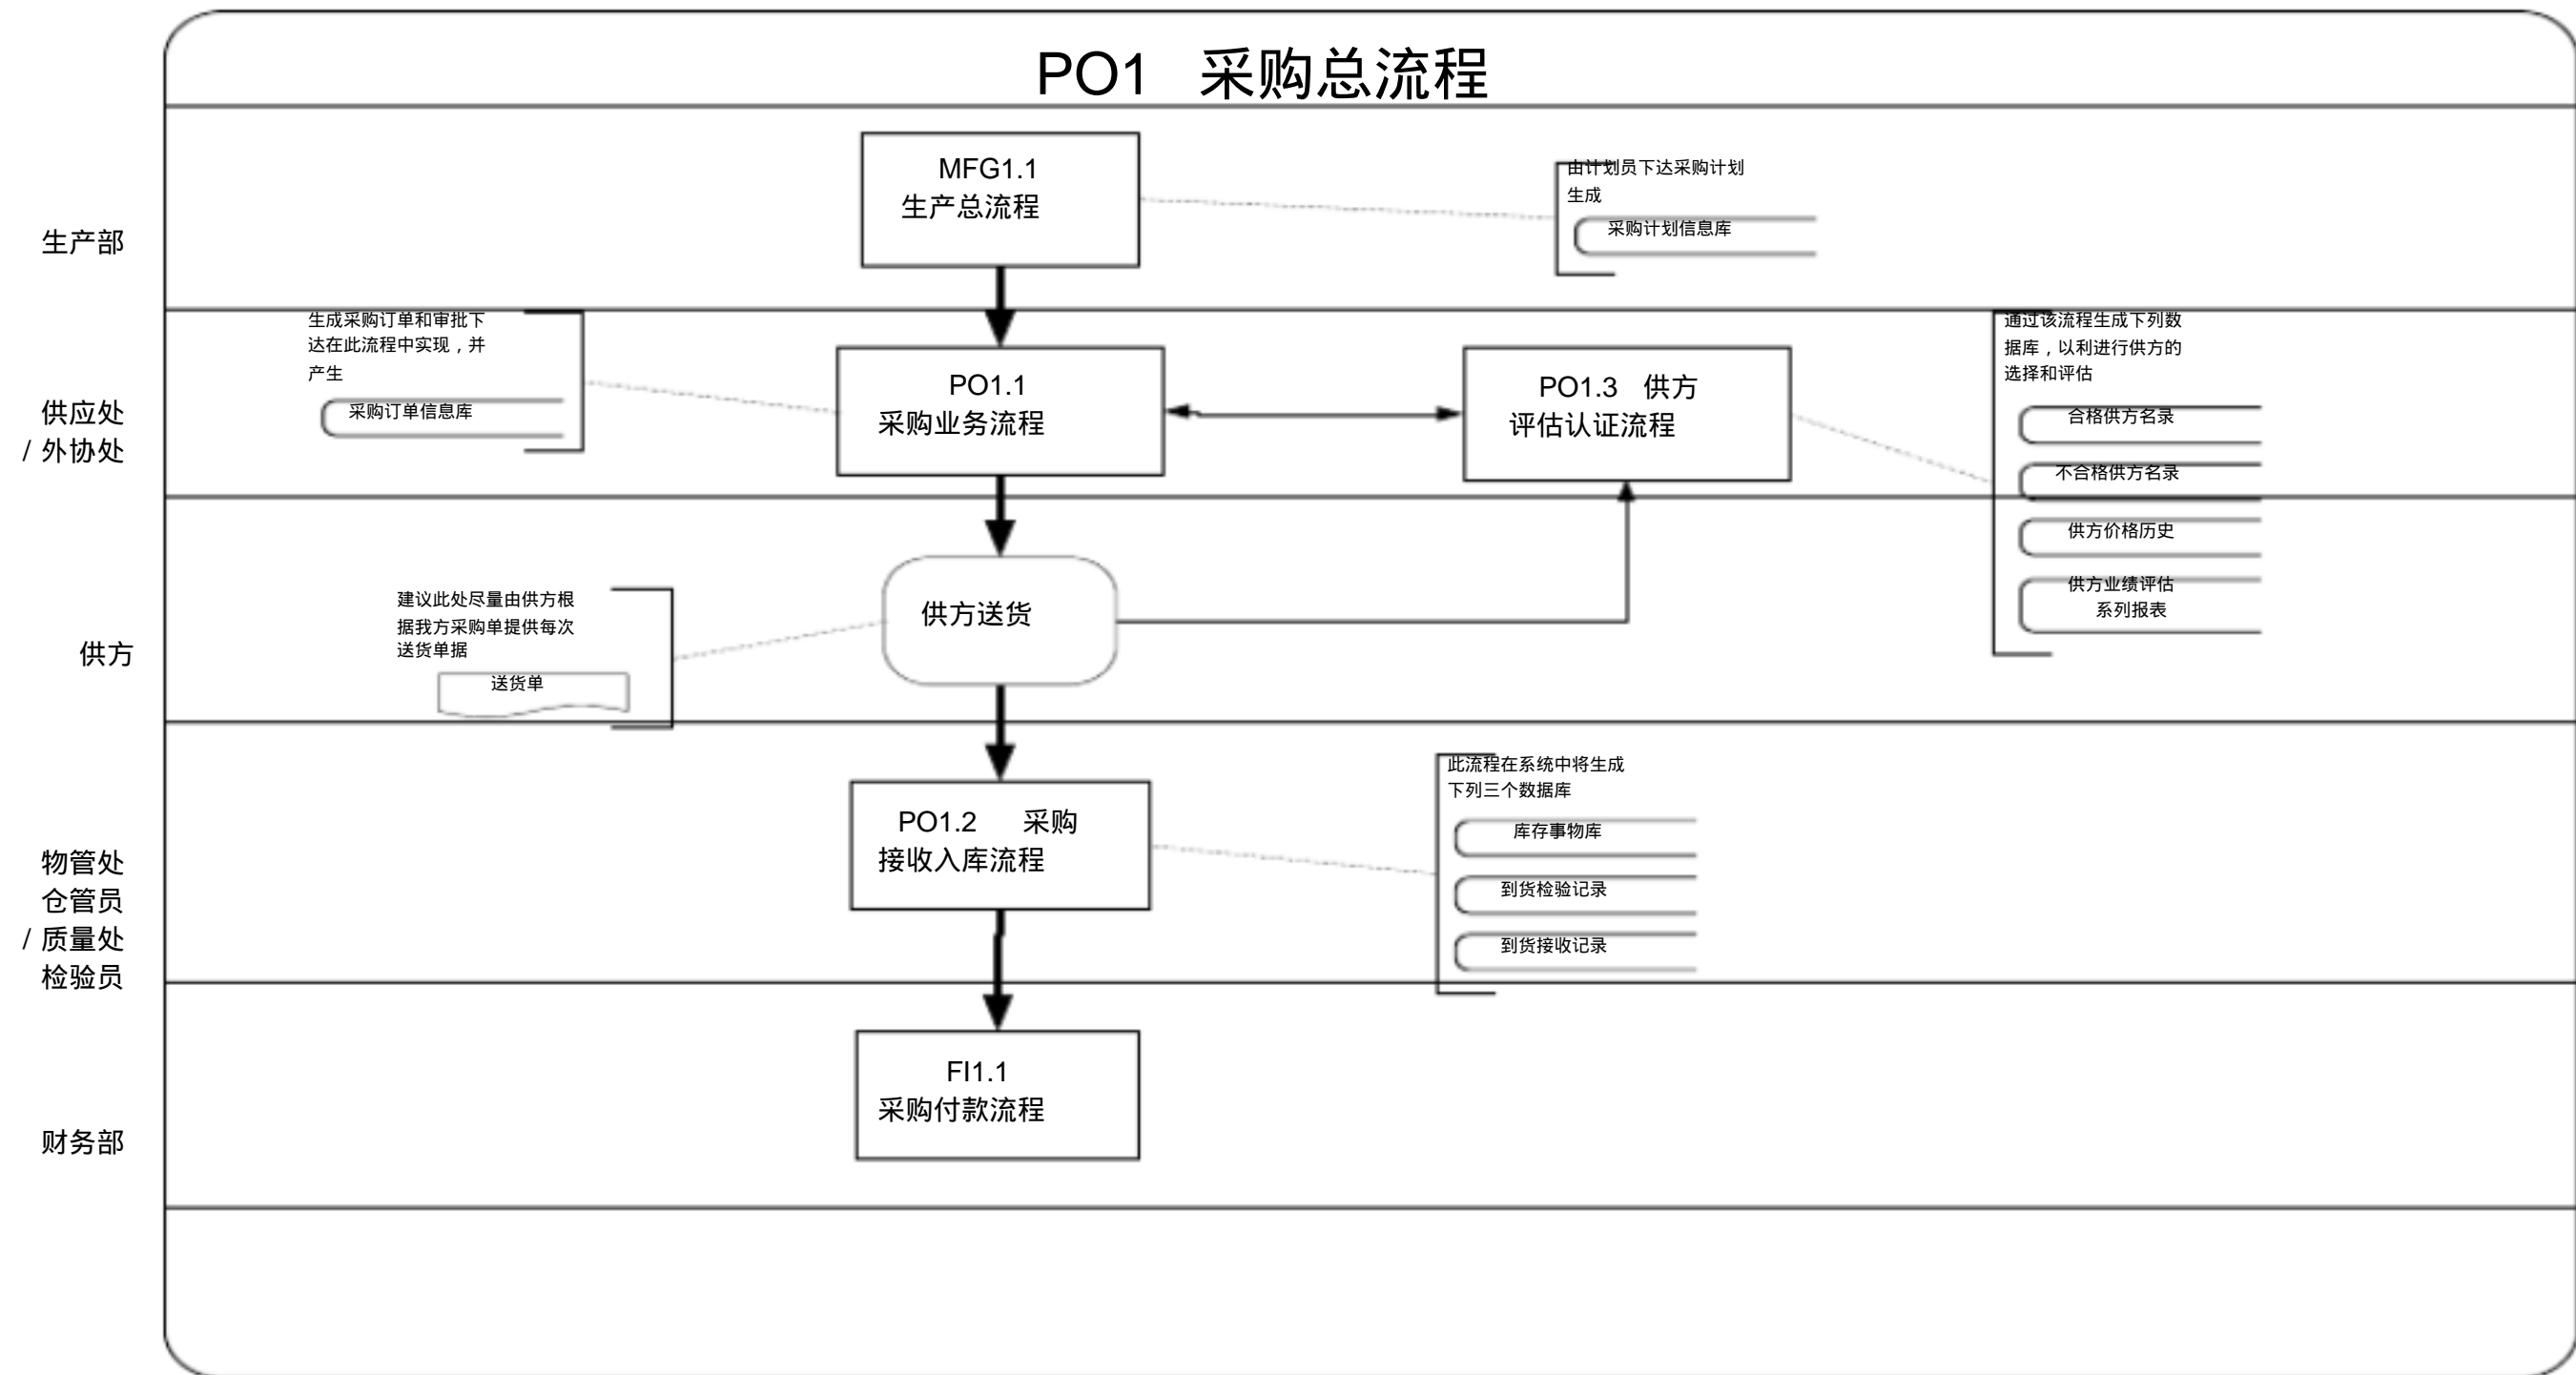 PO1 采购总流程
MFG1.1
生产总流程
由计划员下达采购计划
生成
采购计划信息库
生产部
生成采购订单和审批下
达在此流程中实现，并
产生
采购订单信息库
PO1.1
采购业务流程
PO1.3 供方
评估认证流程
通过该流程生成下列数
据库，以利进行供方的
选择和评估
合格供方名录
不合格供方名录
供方价格历史
供方业绩评估
系列报表
供应处
/ 外协处
建议此处尽量由供方根
据我方采购单提供每次
送货单据
送货单
供方送货
供方
PO1.2 采购
接收入库流程
此流程在系统中将生成
下列三个数据库
库存事物库
到货检验记录
到货接收记录
物管处
仓管员
/ 质量处
检验员
FI1.1
采购付款流程
财务部